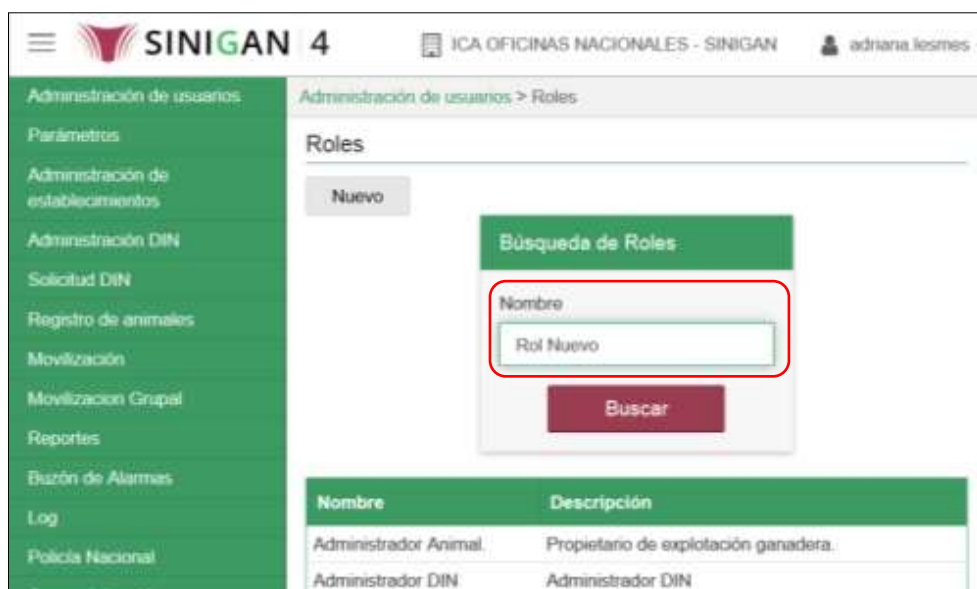 SINIGAN 4
ICA OFICINAS NACIONALES - SINIGAN
adriana.lesmes
Administración de usuarios
Parámetros
Administración de
establecimientos
Administración DIN
Solicitud DIN
Registro de animales
Movilización
Movilizacion Grupal
Reportes
Buzón de Alarmas
Log
Policía Nacional
Administración de usuarios > Roles
Roles
Nuevo
Búsqueda de Roles
Nombre
Rol Nuevo
Buscar
Nombre Descripción
Administrador Animal. Propietario de explotación ganadera.
Administrador DIN Administrador DIN